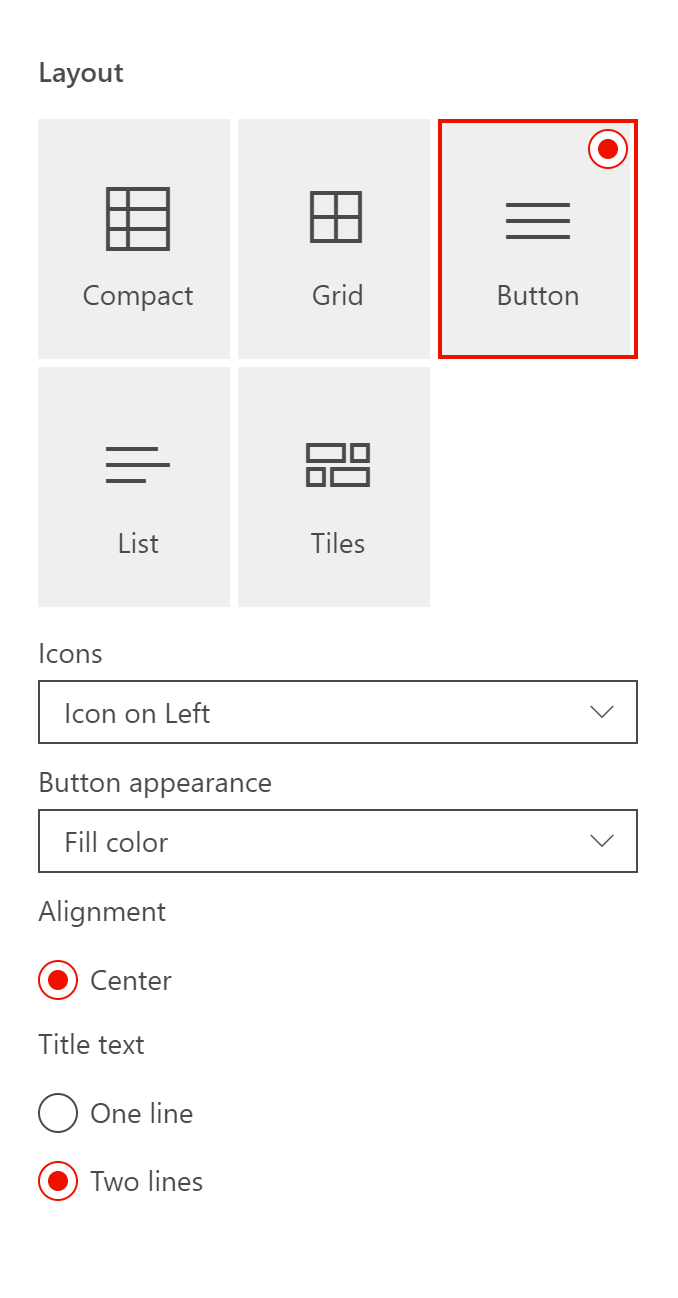 Layout
Compact
Grid
Button
List
Tiles
Icons
Icon on Left
Button appearance
Fill color
Alignment
Center
Title text
One line
Two lines